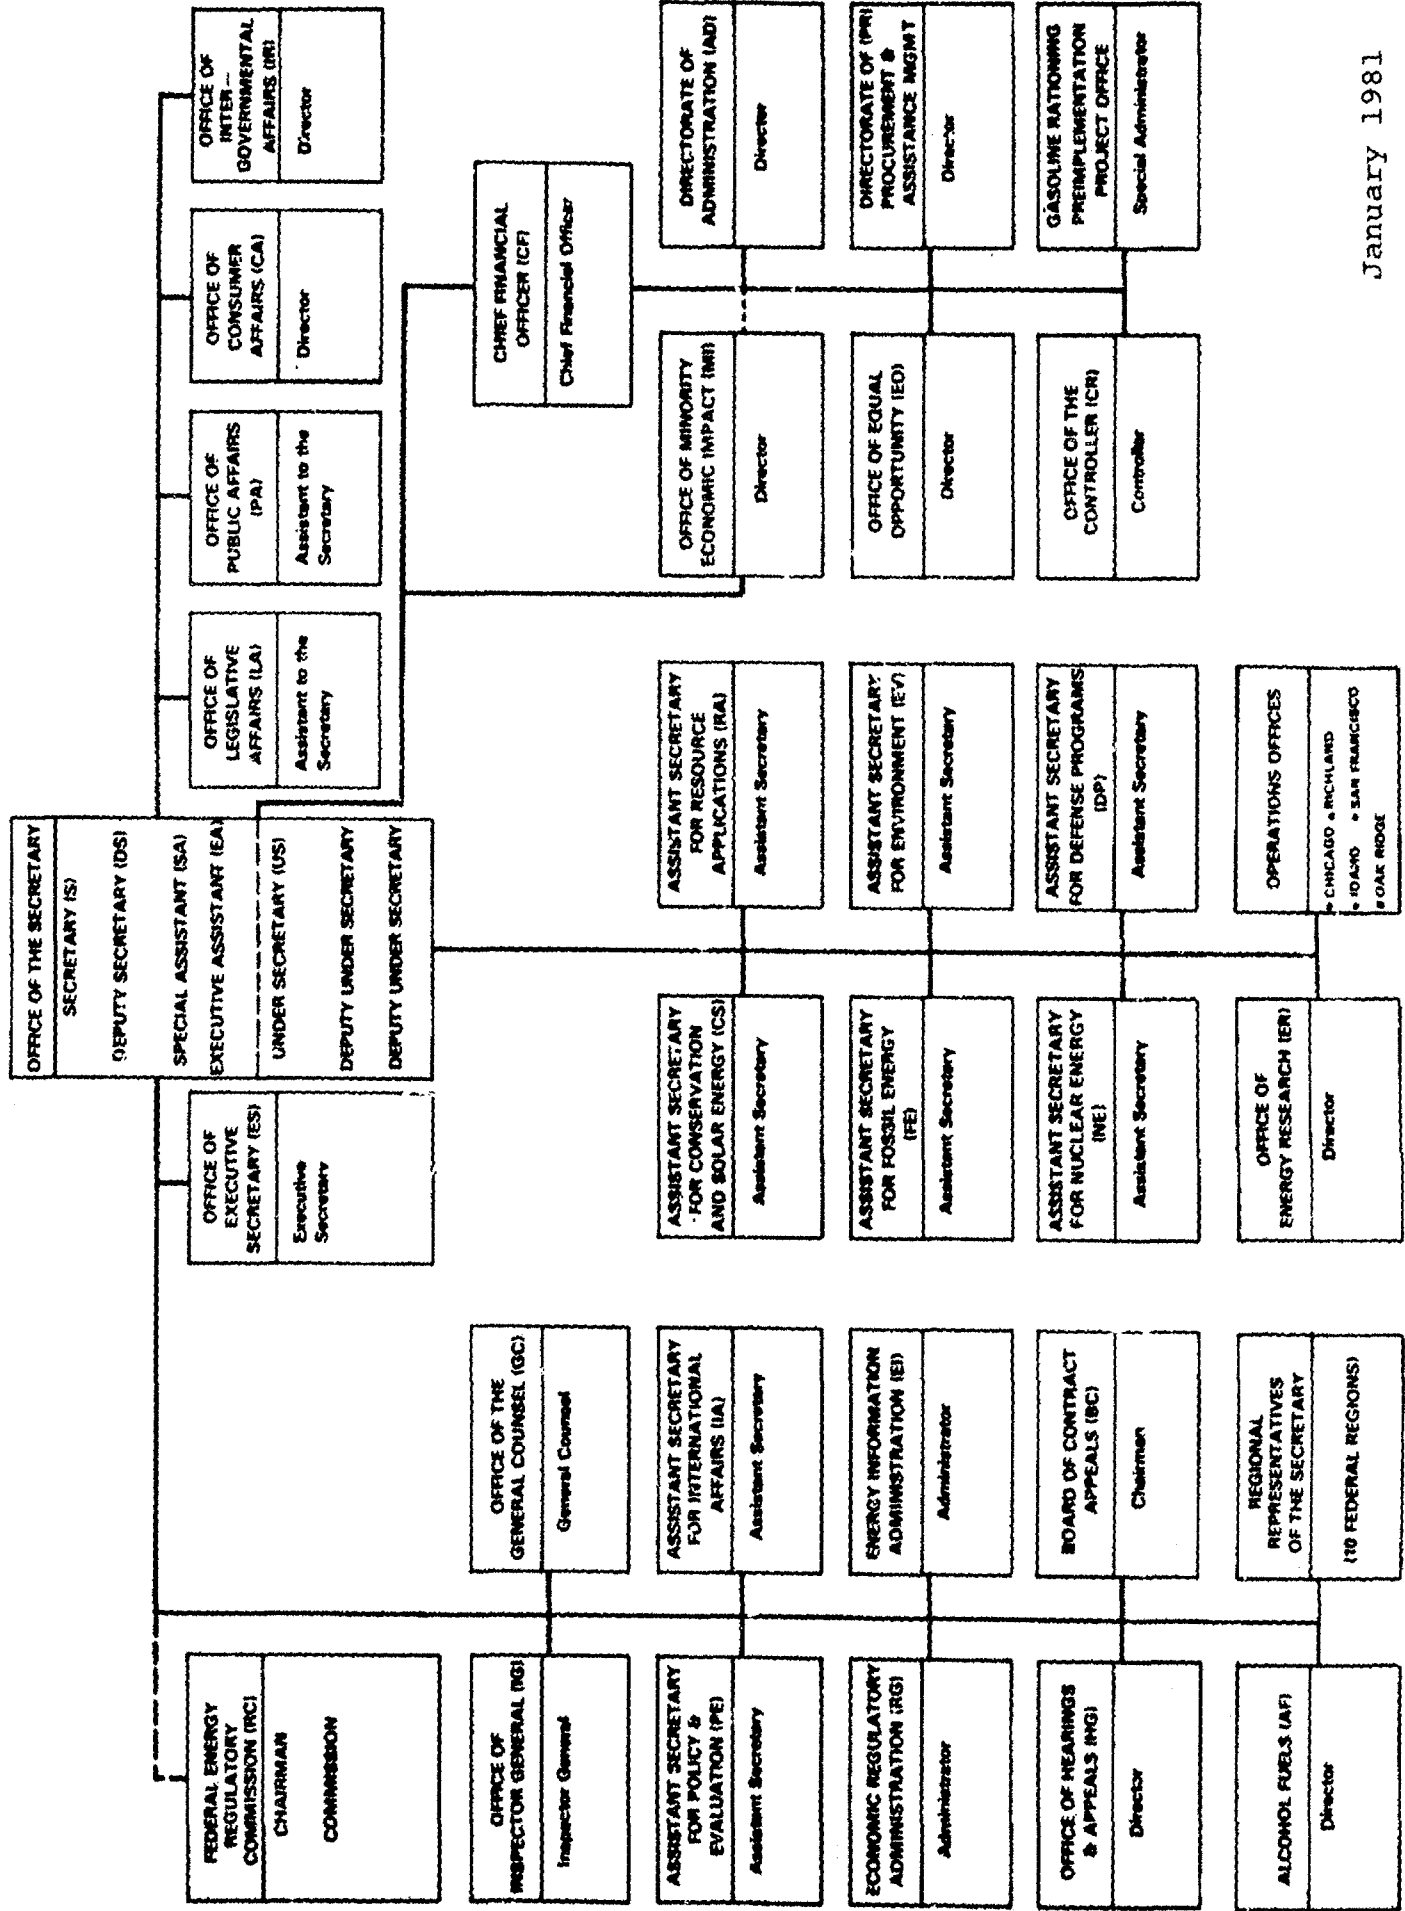 OFFICE OF THE SECRETARY
SECRETARY (S)
DEPUTY SECRETARY (DS)
SPECIAL ASSISTANT (SA)
EXECUTIVE ASSISTANT (EA)
UNDER SECRETARY (US)
DEPUTY UNDER SECRETARY
DEPUTY UNDER SECRETARY
FEDERAL ENERGY
REGULATORY
COMMISSION (RC)
CHAIRMAN
COMMISSION
OFFICE OF
EXECUTIVE
SECRETARY (ES)
Executive
Secretary
OFFICE OF
LEGISLATIVE
AFFAIRS (LA)
Assistant to the
Secretary
OFFICE OF
PUBLIC AFFAIRS
(PA)
Assistant to the
Secretary
OFFICE OF
CONSUMER
AFFAIRS (CA)
Director
OFFICE OF
INTER-
GOVERNMENTAL
AFFAIRS (IR)
Director
OFFICE OF
INSPECTOR GENERAL (IG)
Inspector General
OFFICE OF THE
GENERAL COUNSEL (GC)
General Counsel
CHIEF FINANCIAL
OFFICER (CF)
Chief Financial Officer
ASSISTANT SECRETARY
FOR POLICY &
EVALUATION (PE)
Assistant Secretary
ASSISTANT SECRETARY
FOR INTERNATIONAL
AFFAIRS (IA)
Assistant Secretary
ASSISTANT SECRETARY
FOR CONSERVATION
AND SOLAR ENERGY (CS)
Assistant Secretary
ASSISTANT SECRETARY
FOR RESOURCE
APPLICATIONS (RA)
Assistant Secretary
OFFICE OF MINORITY
ECONOMIC IMPACT (MI)
Director
DIRECTORATE OF
ADMINISTRATION (AD)
Director
ECONOMIC REGULATORY
ADMINISTRATION (RG)
Administrator
ENERGY INFORMATION
ADMINISTRATION (EI)
Administrator
ASSISTANT SECRETARY
FOR FOSSIL ENERGY
(FE)
Assistant Secretary
ASSISTANT SECRETARY
FOR ENVIRONMENT (EV)
Assistant Secretary
OFFICE OF EQUAL
OPPORTUNITY (EO)
Director
DIRECTORATE OF (PR)
PROCUREMENT &
ASSISTANCE MGMT
Director
OFFICE OF HEARINGS
& APPEALS (HG)
Director
BOARD OF CONTRACT
APPEALS (BC)
Chairman
ASSISTANT SECRETARY
FOR NUCLEAR ENERGY
(NE)
Assistant Secretary
ASSISTANT SECRETARY
FOR DEFENSE PROGRAMS
(DP)
Assistant Secretary
OFFICE OF THE
CONTROLLER (CR)
Controller
GASOLINE RATIONING
PREIMPLEMENTATION
PROJECT OFFICE
Special Administrator
ALCOHOL FUELS (AF)
Director
REGIONAL
REPRESENTATIVES
OF THE SECRETARY
(10 FEDERAL REGIONS)
OFFICE OF
ENERGY RESEARCH (ER)
Director
OPERATIONS OFFICES
• CHICAGO • RICHLAND
• IDAHO • SAN FRANCISCO
• OAK RIDGE
January 1981